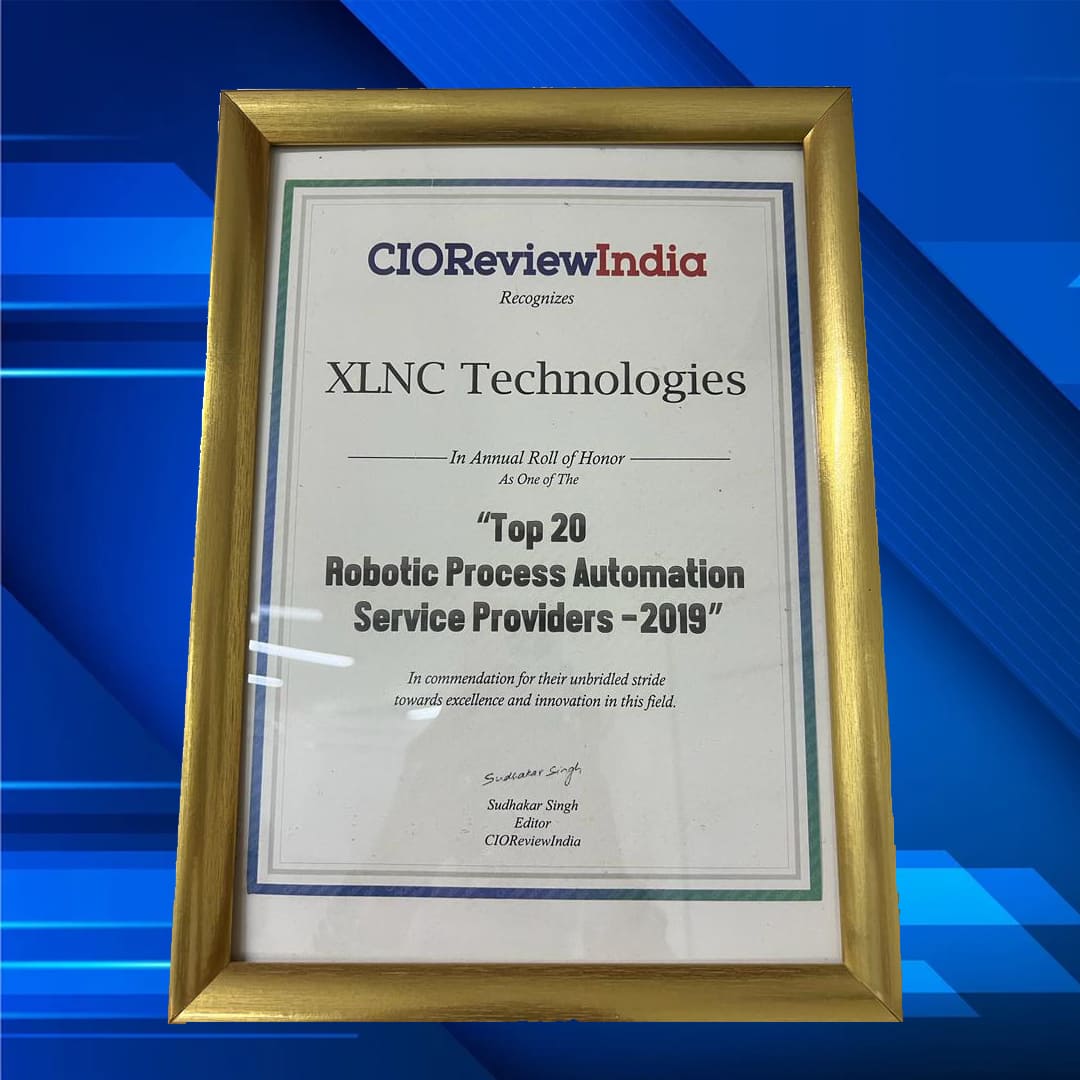 CIOReviewIndia
Recognizes
XLNC Technologies
In Annual Roll of Honor
As One of The
“Top 20
Robotic Process Automation
Service Providers -2019”
In commendation for their unbridled stride
towards excellence and innovation in this field.
Sudhakar Singh
Sudhakar Singh
Editor
CIOReviewIndia